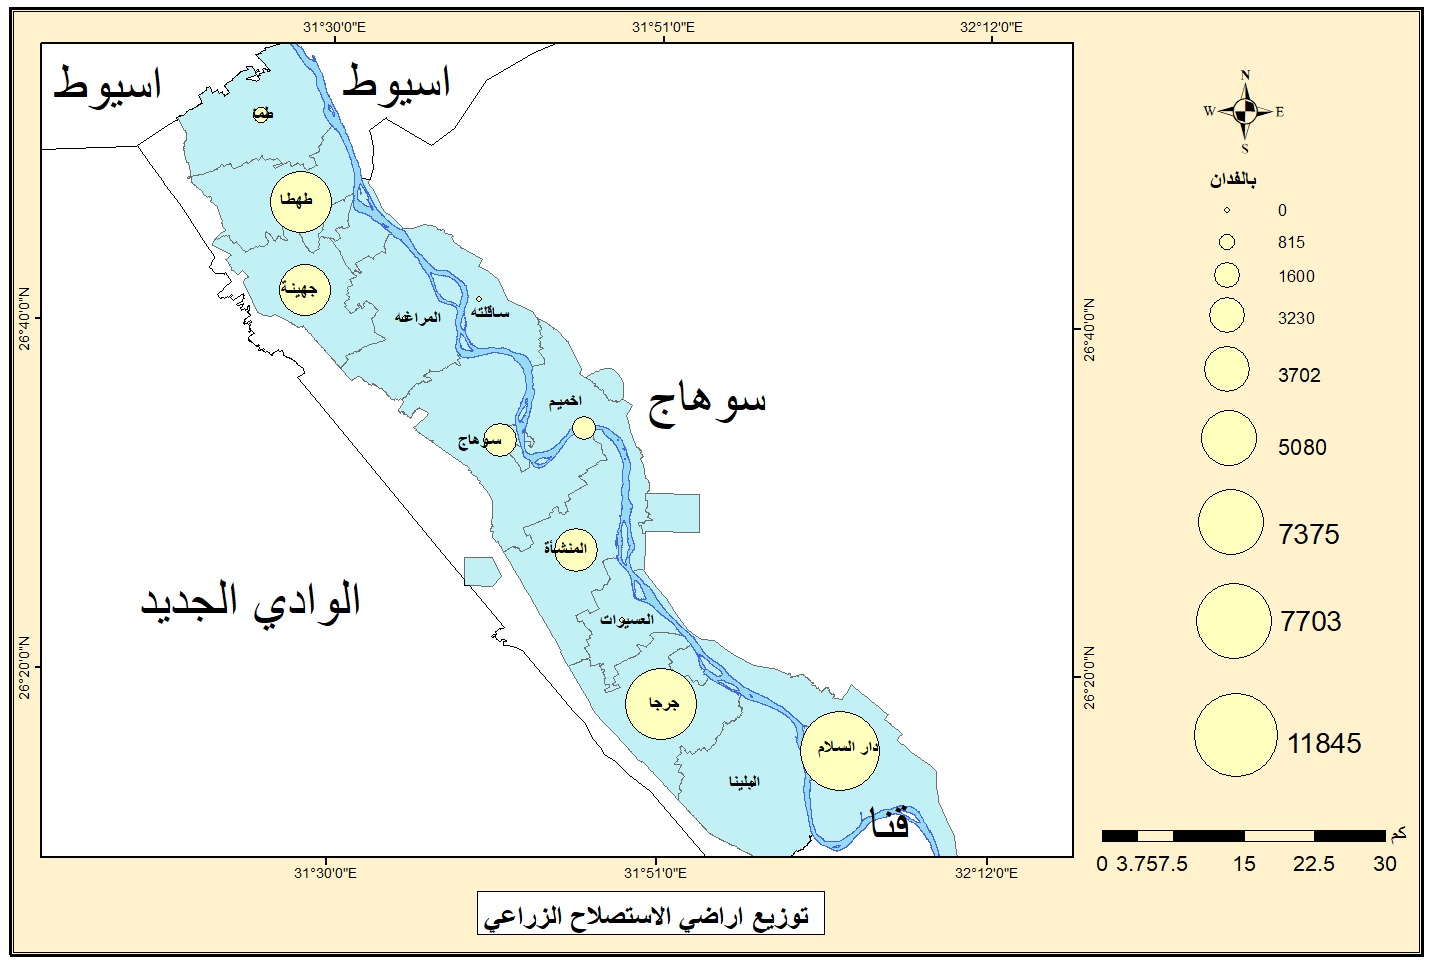 31°30'0"E
31°51'0"E
32°12'0"E
اسيوط
اسيوط
طما
طهطا
جهينة
المراغه
ساقلته
اخميم
سوهاج
سوهاج
المنشأة
العسيرات
الوادي الجديد
جرجا
دار السلام
البلينا
قنا
26°40'0"N
26°20'0"N
26°40'0"N
26°20'0"N
31°30'0"E
31°51'0"E
32°12'0"E
N
W
E
S
بالفدان
0
815
1600
3230
3702
5080
7375
7703
11845
كم
0 3.757.5 15 22.5 30
توزيع اراضي الاستصلاح الزراعي